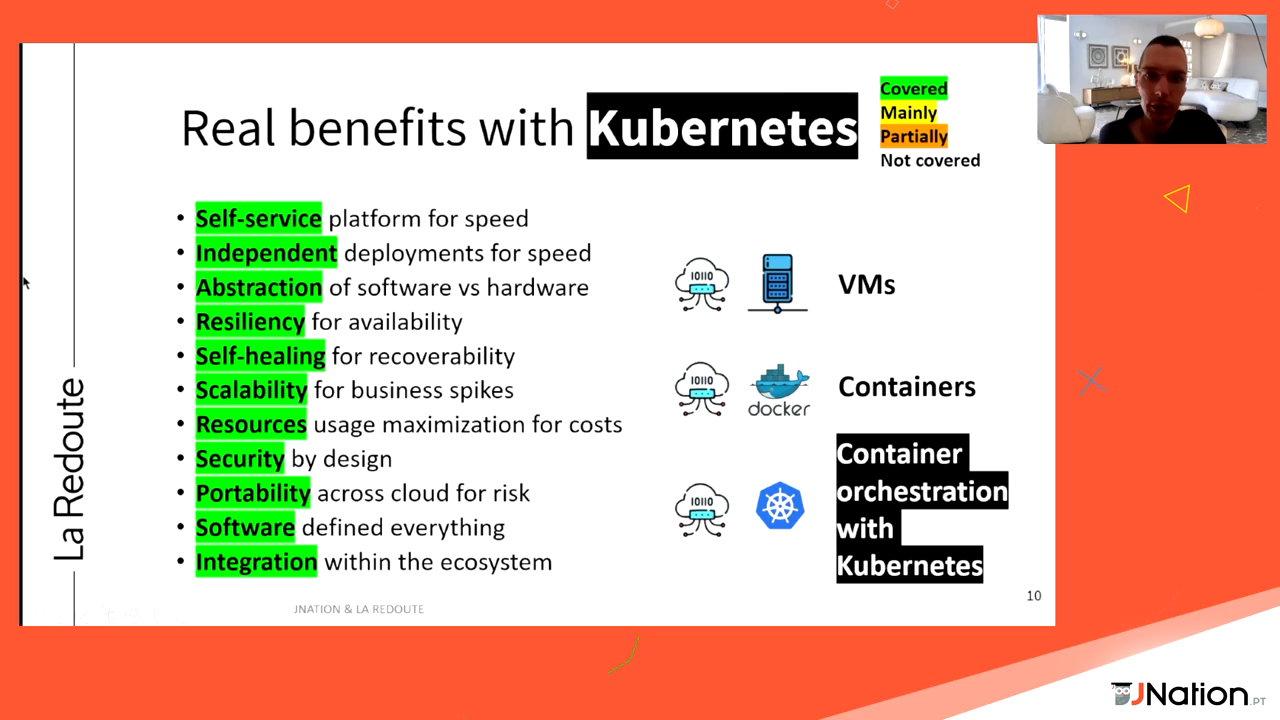 Real benefits with Kubernetes
Covered
Mainly
Partially
Not covered
• Self-service platform for speed
• Independent deployments for speed
• Abstraction of software vs hardware
• Resiliency for availability
• Self-healing for recoverability
• Scalability for business spikes
• Resources usage maximization for costs
• Security by design
• Portability across cloud for risk
• Software defined everything
• Integration within the ecosystem
10110
VMs
10110
docker
Containers
10110
Container
orchestration
with
Kubernetes
La Redoute
JNATION & LA REDOUTE
10
JNation.PT